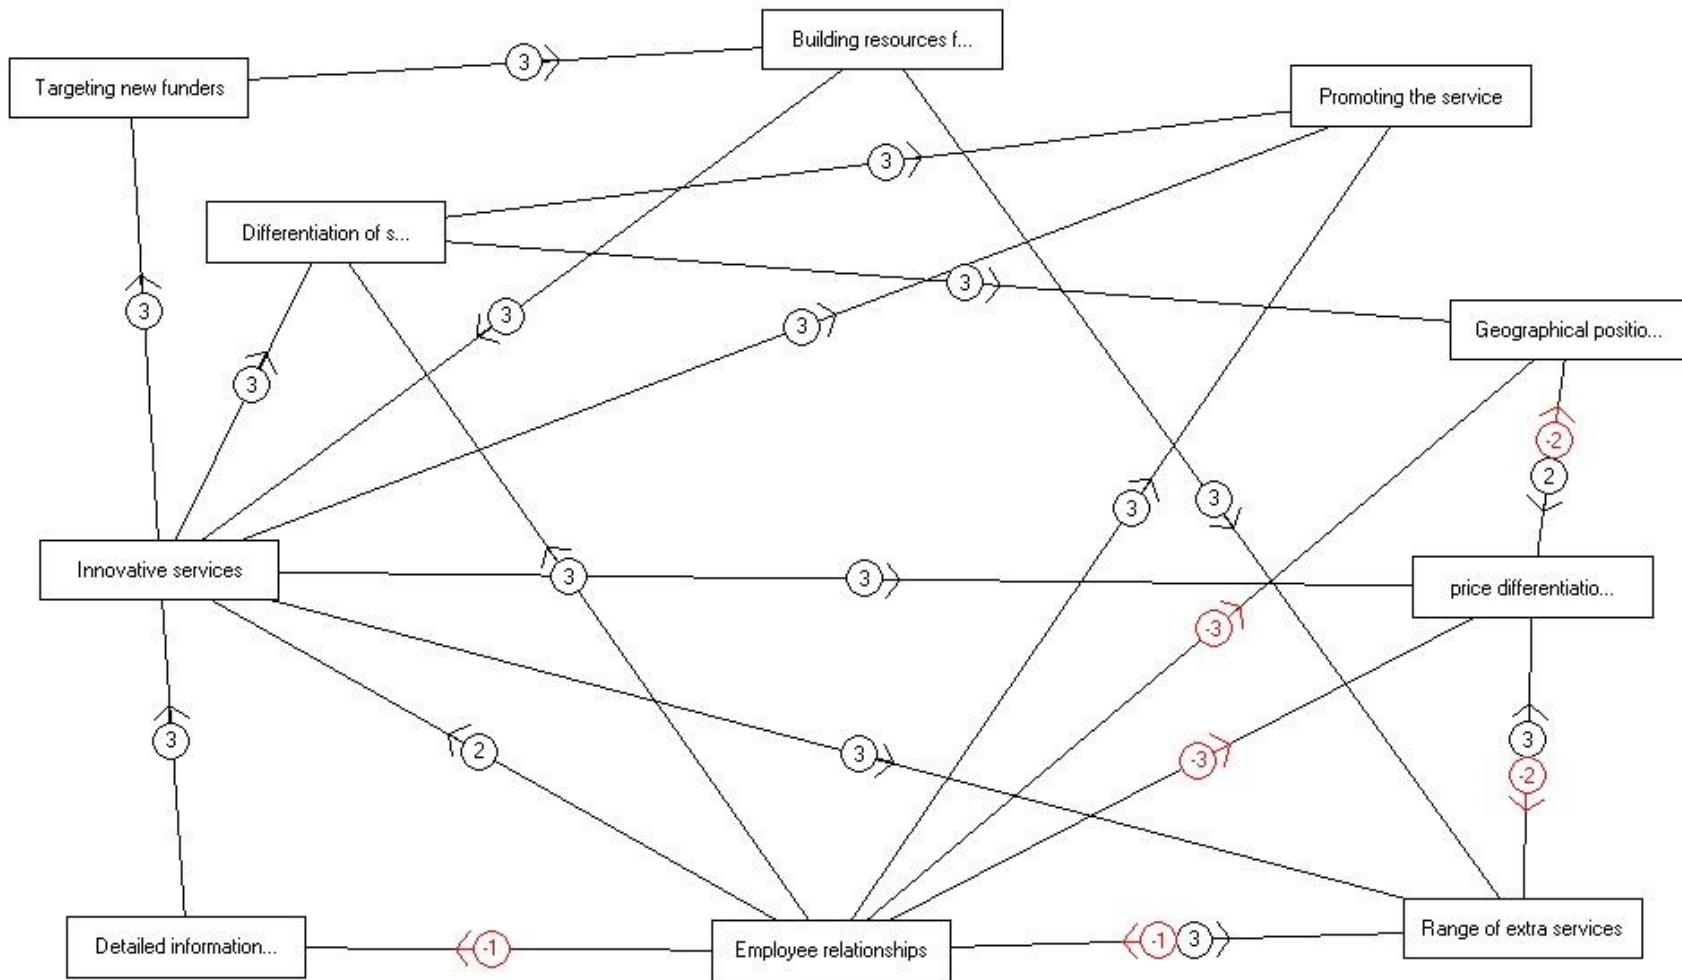 Building resources f...
3
Targeting new funders
Promoting the service
3
Differentiation of s...
3
3
3
3
Geographical positio...
3
-2
2
3
3
Innovative services
3
3
price differentiatio...
-3
3
3
2
3
-3
-2
Range of extra services
Detailed information...
-1
Employee relationships
-1
3